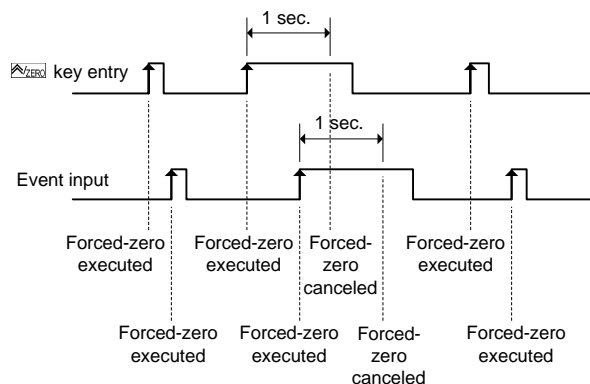 1 sec.
ZERO key entry
1 sec.
Event input
Forced-zero
executed
Forced-zero
executed
Forced-
zero
canceled
Forced-zero
executed
Forced-zero
executed
Forced-zero
executed
Forced-
zero
canceled
Forced-zero
executed